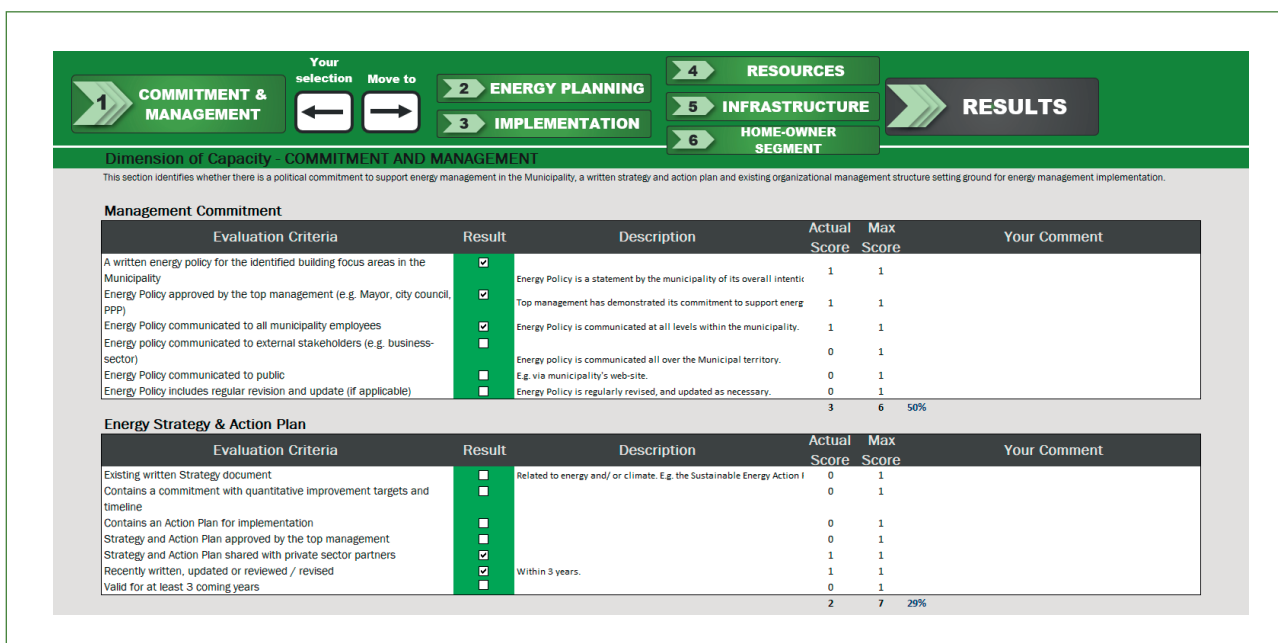 1
COMMITMENT &
MANAGEMENT
Your
selection
Move to
2 ENERGY PLANNING
3 IMPLEMENTATION
4 RESOURCES
5 INFRASTRUCTURE
6 HOME-OWNER
SEGMENT
RESULTS
Dimension of Capacity - COMMITMENT AND MANAGEMENT
This section identifies whether there is a political commitment to support energy management in the Municipality, a written strategy and action plan and existing organizational management structure setting ground for energy management implementation.
Management Commitment
Evaluation Criteria Result Description Actual Score Max Score Your Comment
A written energy policy for the identified building focus areas in the
Municipality
Energy Policy is a statement by the municipality of its overall intentic 1 1
Energy Policy approved by the top management (e.g. Mayor, city council,
PPP)
Top management has demonstrated its commitment to support energ 1 1
Energy Policy communicated to all municipality employees Energy Policy is communicated at all levels within the municipality. 1 1
Energy policy communicated to external stakeholders (e.g. business-
sector)
Energy policy is communicated all over the Municipal territory. 0 1
Energy Policy communicated to public E.g. via municipality's web-site. 0 1
Energy Policy includes regular revision and update (if applicable) Energy Policy is regularly revised, and updated as necessary. 0 1
3 6 50%
Energy Strategy & Action Plan
Evaluation Criteria Result Description Actual Score Max Score Your Comment
Existing written Strategy document Related to energy and/ or climate. E.g. the Sustainable Energy Action 0 1
Contains a commitment with quantitative improvement targets and
timeline
0 1
Contains an Action Plan for implementation 0 1
Strategy and Action Plan approved by the top management 0 1
Strategy and Action Plan shared with private sector partners 1 1
Recently written, updated or reviewed / revised Within 3 years. 1 1
Valid for at least 3 coming years 0 1
2 7 29%